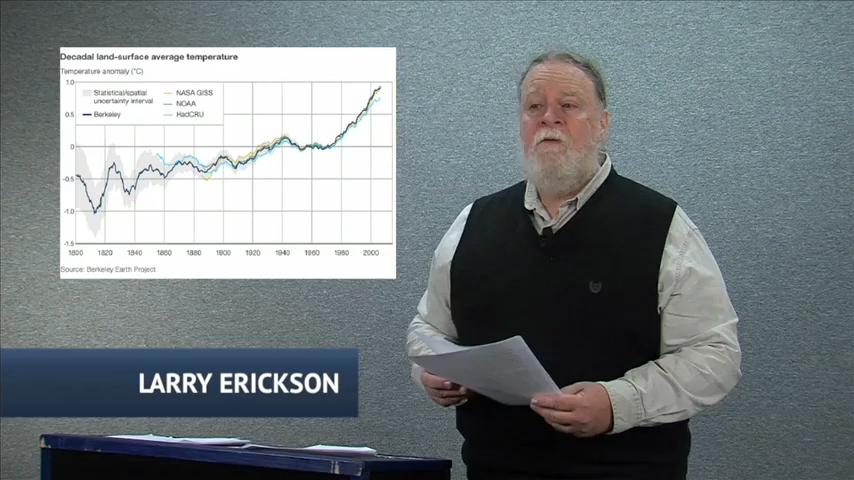 Decadal land-surface average temperature
Temperature anomaly (°C)
1.0
Statistical/spatial
uncertainty interval
Berkeley
NASA GISS
NOAA
HadCRU
0.5
0
-0.5
-1.0
-1.5
1800 1820 1840 1860 1880 1900 1920 1940 1960 1980 2000
Source: Berkeley Earth Project
LARRY ERICKSON